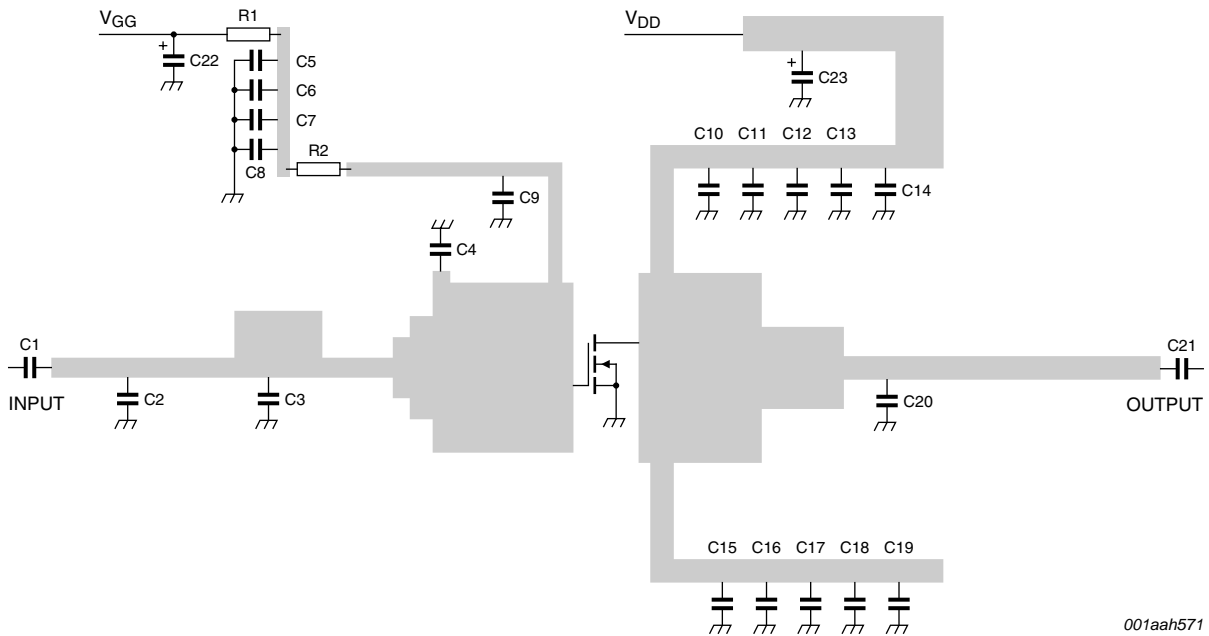 VGG
R1
VDD
+
C22
C5
C6
C7
C8
R2
+
C23
C10 C11 C12 C13
C14
C9
C4
C1
C21
INPUT
C2
C3
C20
OUTPUT
C15 C16 C17 C18 C19
001aah571